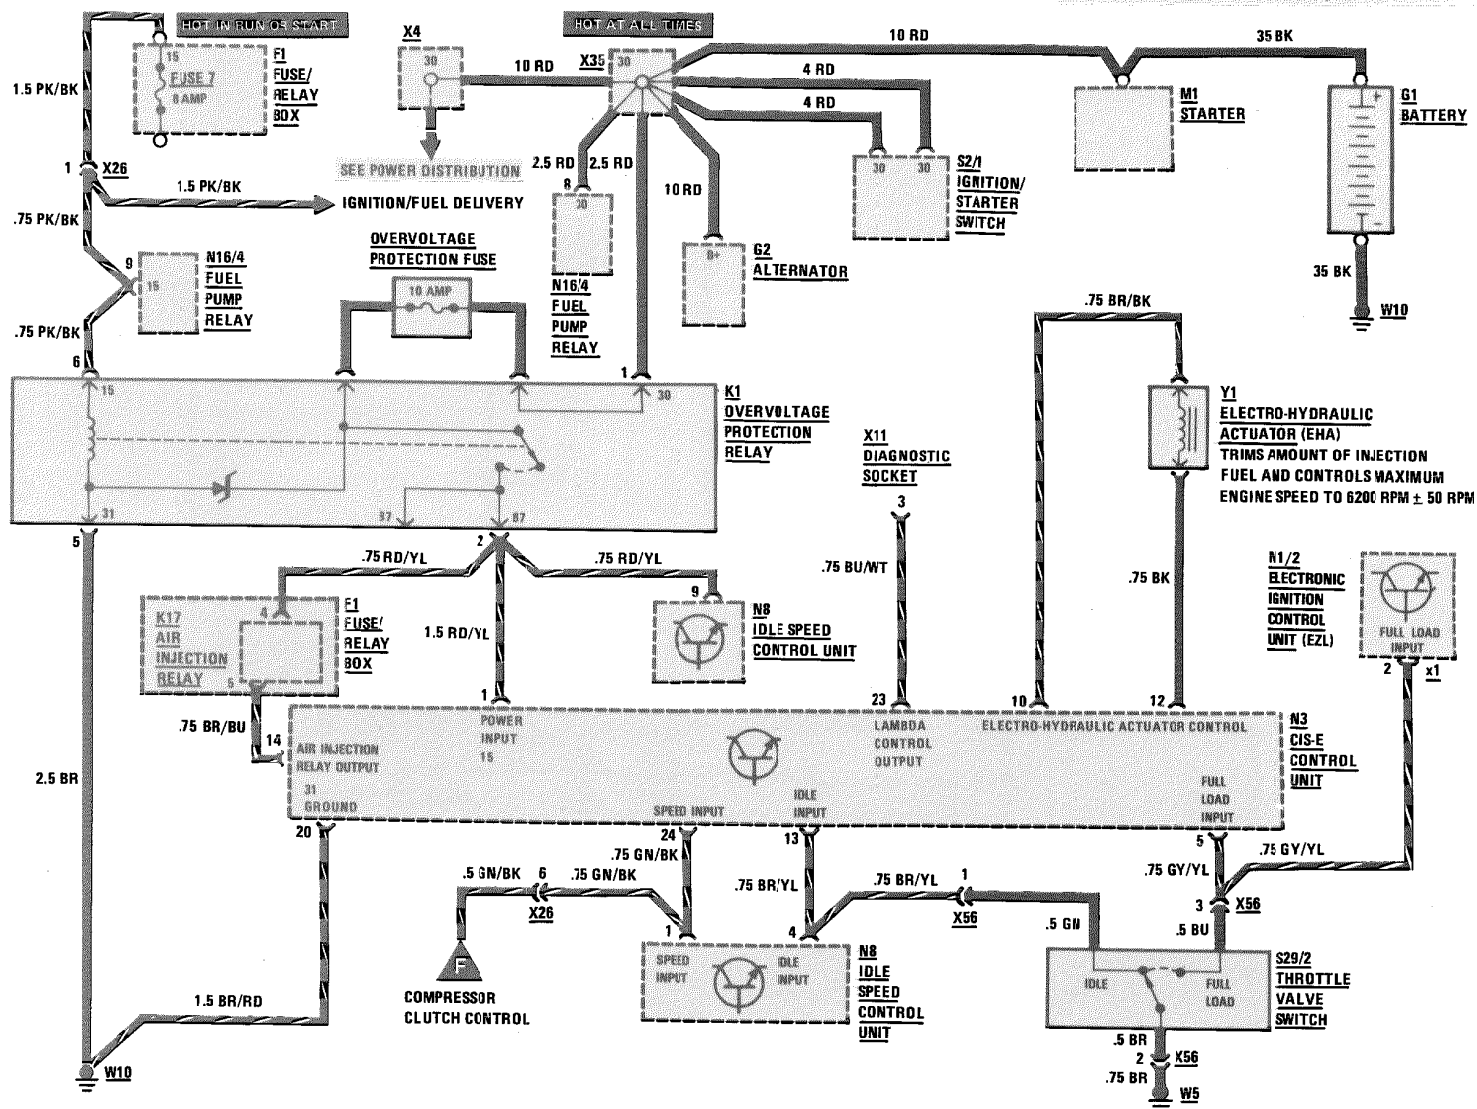 HOT IN RUN OR START
15
FUSE 7
8 AMP
F1
FUSE/
RELAY
BOX
1.5 PK/BK
1
X26
1.5 PK/BK
IGNITION/FUEL DELIVERY
.75 PK/BK
9
15
N16/4
FUEL
PUMP
RELAY
.75 PK/BK
6
X4
30
10 RD
SEE POWER DISTRIBUTION
HOT AT ALL TIMES
X35
30
10 RD
4 RD
4 RD
35 BK
M1
STARTER
G1
BATTERY
+
-
35 BK
W10
30
30
S2/1
IGNITION/
STARTER
SWITCH
2.5 RD
2.5 RD
8
30
N16/4
FUEL
PUMP
RELAY
10 RD
B+
G2
ALTERNATOR
OVERVOLTAGE
PROTECTION FUSE
10 AMP
1
15
30
31
87
87
K1
OVERVOLTAGE
PROTECTION
RELAY
5
2
.75 BR/BK
Y1
ELECTRO-HYDRAULIC
ACTUATOR (EHA)
TRIMS AMOUNT OF INJECTION
FUEL AND CONTROLS MAXIMUM
ENGINE SPEED TO 6200 RPM ± 50 RPM
X11
DIAGNOSTIC
SOCKET
3
.75 BU/WT
.75 BK
N1/2
ELECTRONIC
IGNITION
CONTROL
UNIT (EZL)
FULL LOAD
INPUT
2
x1
.75 RD/YL
.75 RD/YL
K17
AIR
INJECTION
RELAY
4
5
F1
FUSE/
RELAY
BOX
1.5 RD/YL
9
N8
IDLE SPEED
CONTROL UNIT
.75 BR/BU
14
1
23
10
12
2.5 BR
AIR INJECTION
RELAY OUTPUT
31
GROUND
POWER
INPUT
15
LAMBDA
CONTROL
OUTPUT
ELECTRO-HYDRAULIC ACTUATOR CONTROL
SPEED INPUT
IDLE
INPUT
FULL
LOAD
INPUT
N3
CIS-E
CONTROL
UNIT
20
24
13
5
.75 GN/BK
.5 GN/BK
6
.75 GN/BK
X26
.75 BR/YL
.75 BR/YL
1
X56
.75 GY/YL
.75 GY/YL
3
X56
.5 GN
.5 BU
F
COMPRESSOR
CLUTCH CONTROL
1
4
SPEED
INPUT
IDLE
INPUT
N8
IDLE
SPEED
CONTROL
UNIT
IDLE
FULL
LOAD
S29/2
THROTTLE
VALVE
SWITCH
1.5 BR/RD
W10
.5 BR
2
X56
.75 BR
W5